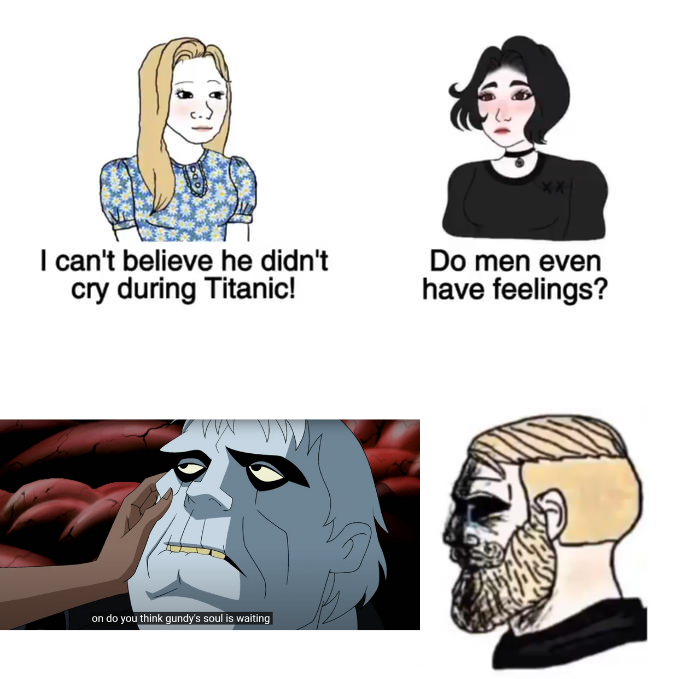 I can't believe he didn't
cry during Titanic!
Do men even
have feelings?
on do you think gundy's soul is waiting
xx